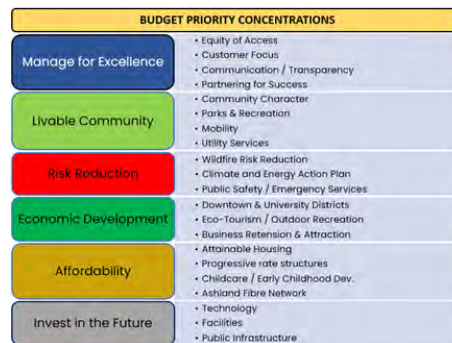 BUDGET PRIORITY CONCENTRATIONS
Manage for Excellence
• Equity of Access
• Customer Focus
• Communication / Transparency
• Partnering for Success
Livable Community
• Community Character
• Parks & Recreation
• Mobility
• Utility Services
Risk Reduction
• Wildfire Risk Reduction
• Climate and Energy Action Plan
• Public Safety / Emergency Services
Economic Development
• Downtown & University Districts
• Eco-Tourism / Outdoor Recreation
• Business Retention & Attraction
Affordability
• Attainable Housing
• Progressive rate structures
• Childcare / Early Childhood Dev.
• Ashland Fibre Network
Invest in the Future
• Technology
• Facilities
• Public Infrastructure